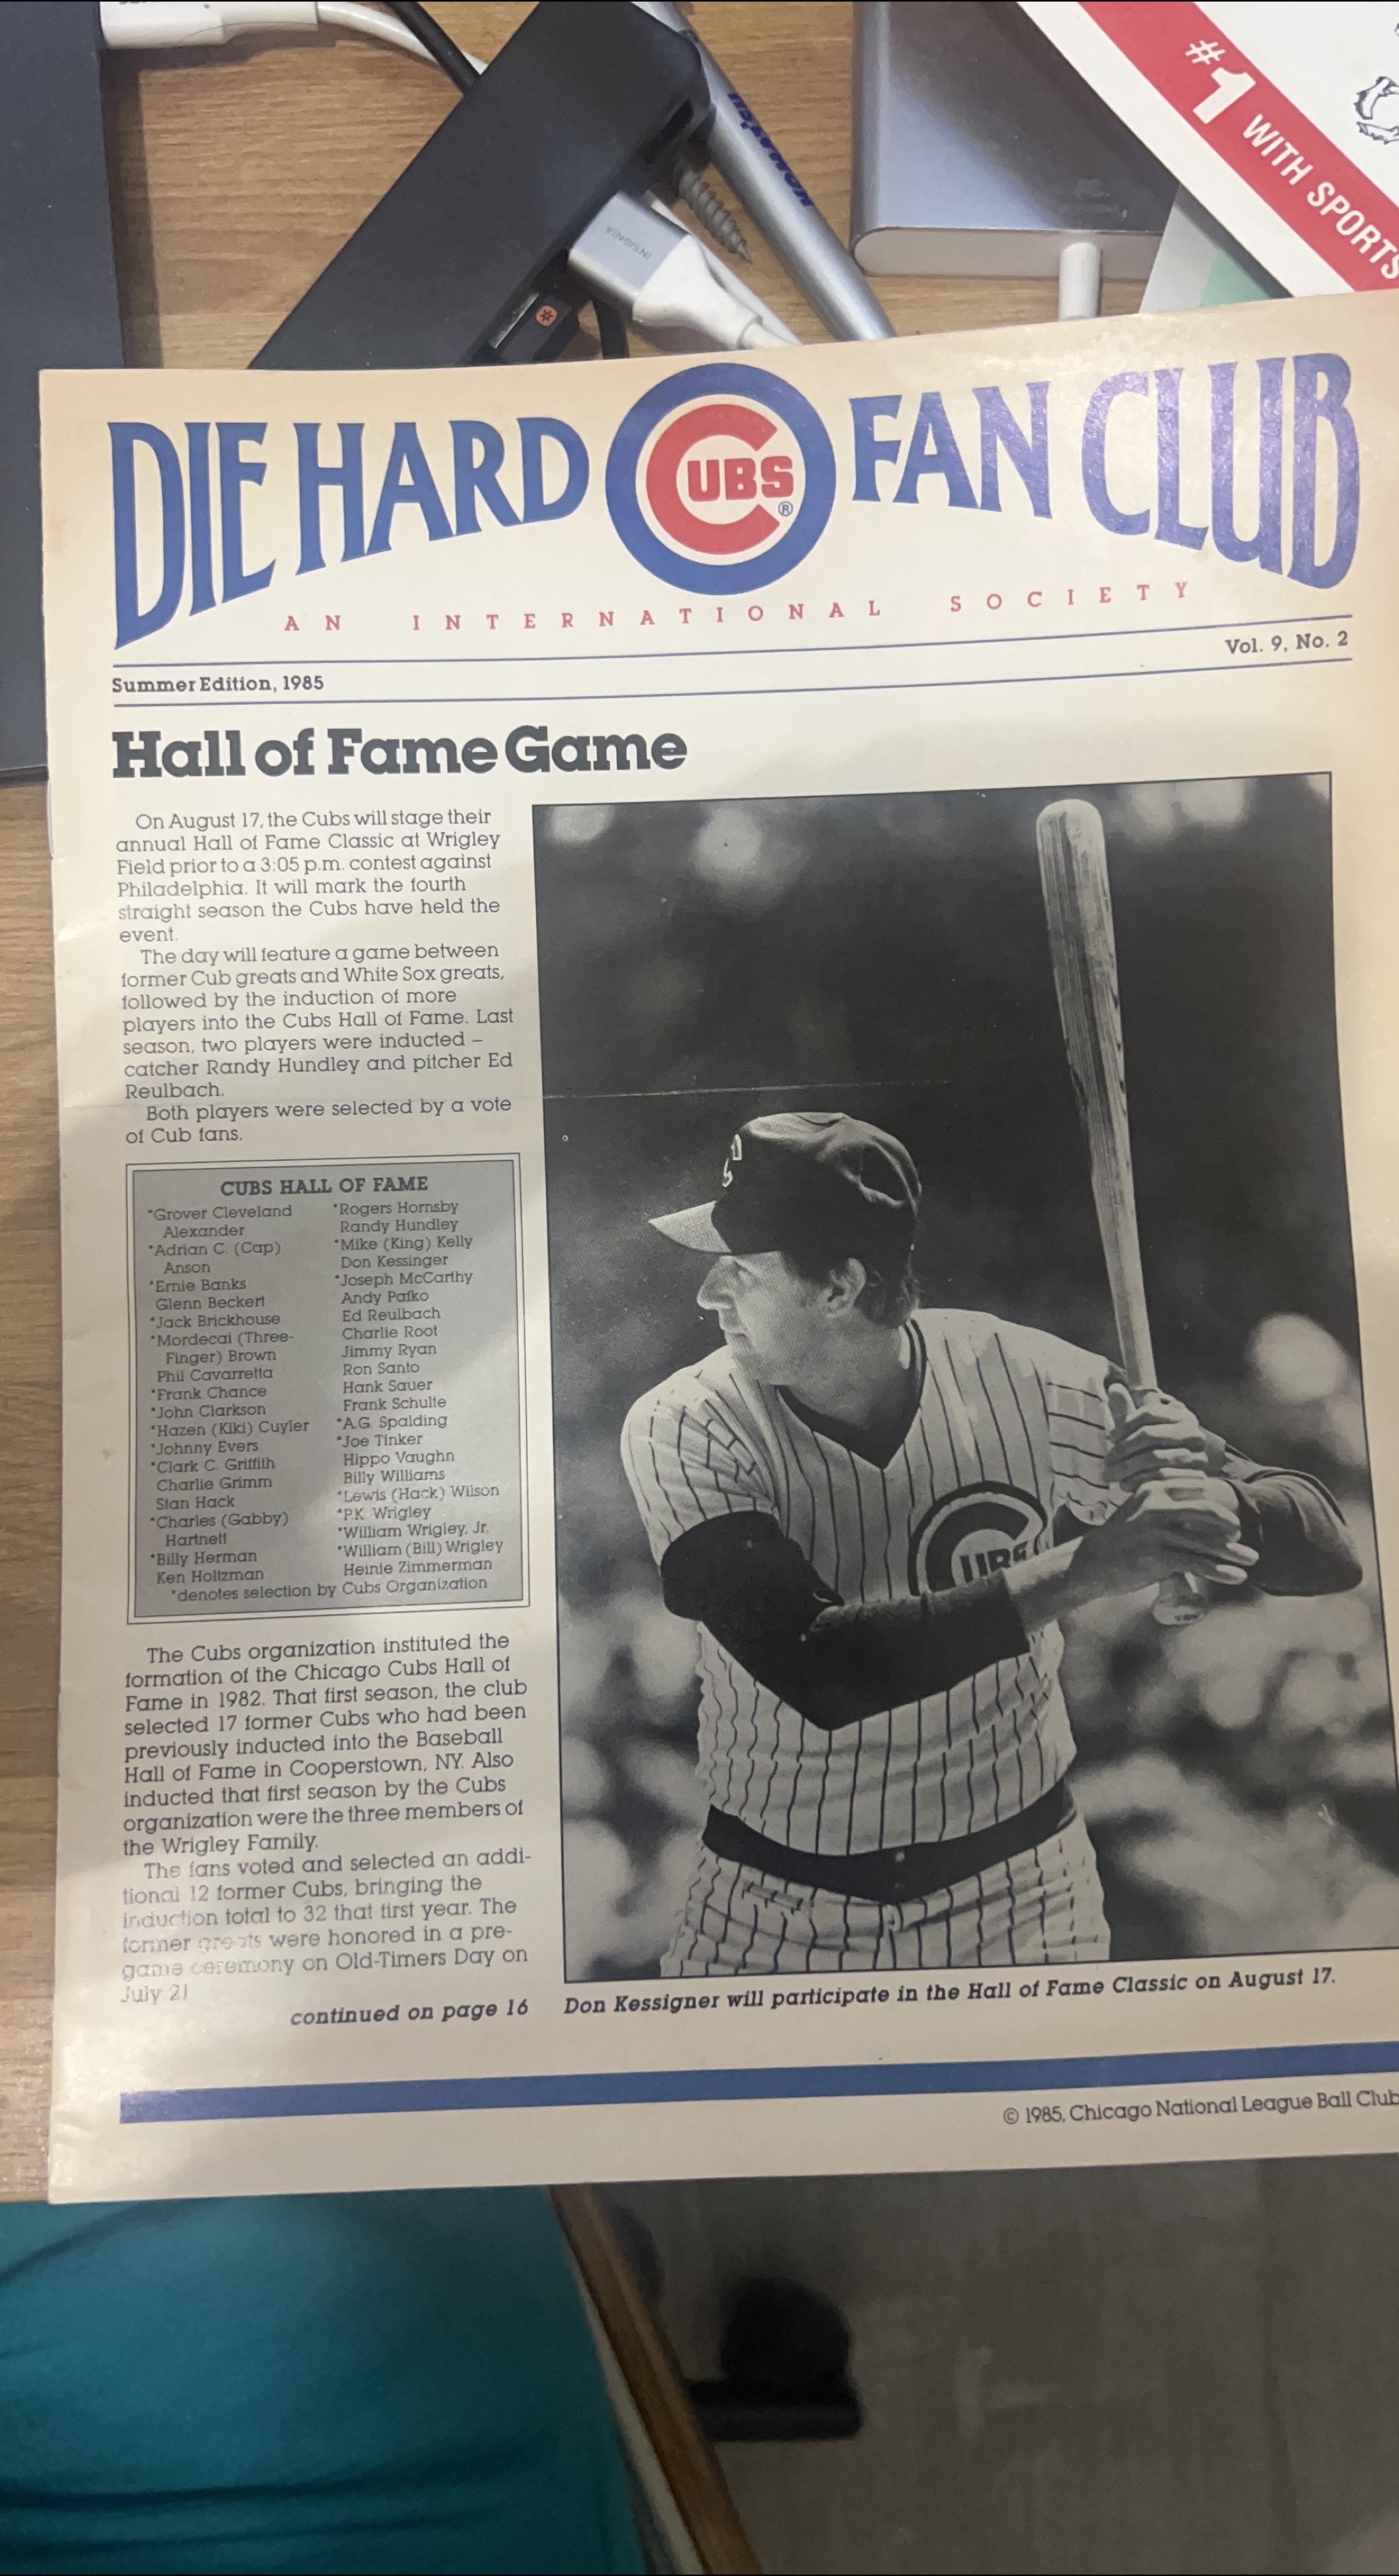 #1 WITH SPORTS
INSIGNIA
DIE HARD CUBS® FAN CLUB
AN INTERNATIONAL SOCIETY
Vol. 9, No. 2
Summer Edition, 1985
Hall of Fame Game
On August 17, the Cubs will stage their
annual Hall of Fame Classic at Wrigley
Field prior to a 3:05 p.m. contest against
Philadelphia. It will mark the fourth
straight season the Cubs have held the
event.
The day will feature a game between
former Cub greats and White Sox greats,
followed by the induction of more
players into the Cubs Hall of Fame. Last
season, two players were inducted –
catcher Randy Hundley and pitcher Ed
Reulbach.
Both players were selected by a vote
of Cub fans.
CUBS HALL OF FAME
*Grover Cleveland
Alexander
*Adrian C. (Cap)
Anson
*Ernie Banks
Glenn Beckert
*Jack Brickhouse
*Mordecai (Three-
Finger) Brown
Phil Cavarretta
*Frank Chance
*John Clarkson
*Hazen (Kiki) Cuyler
*Johnny Evers
*Clark C. Griffith
Charlie Grimm
Stan Hack
*Charles (Gabby)
Hartnett
*Billy Herman
Ken Holtzman
*Rogers Hornsby
Randy Hundley
*Mike (King) Kelly
Don Kessinger
*Joseph McCarthy
Andy Pafko
Ed Reulbach
Charlie Root
Jimmy Ryan
Ron Santo
Hank Sauer
Frank Schulte
*A.G. Spalding
*Joe Tinker
Hippo Vaughn
Billy Williams
*Lewis (Hack) Wilson
*P.K. Wrigley
*William Wrigley, Jr.
*William (Bill) Wrigley
Heinie Zimmerman
*denotes selection by Cubs Organization
The Cubs organization instituted the
formation of the Chicago Cubs Hall of
Fame in 1982. That first season, the club
selected 17 former Cubs who had been
previously inducted into the Baseball
Hall of Fame in Cooperstown, NY. Also
inducted that first season by the Cubs
organization were the three members of
the Wrigley Family.
The fans voted and selected an addi-
tional 12 former Cubs, bringing the
induction total to 32 that first year. The
former greats were honored in a pre-
game ceremony on Old-Timers Day on
July 21
continued on page 16
CUBS
Don Kessigner will participate in the Hall of Fame Classic on August 17.
© 1985, Chicago National League Ball Club